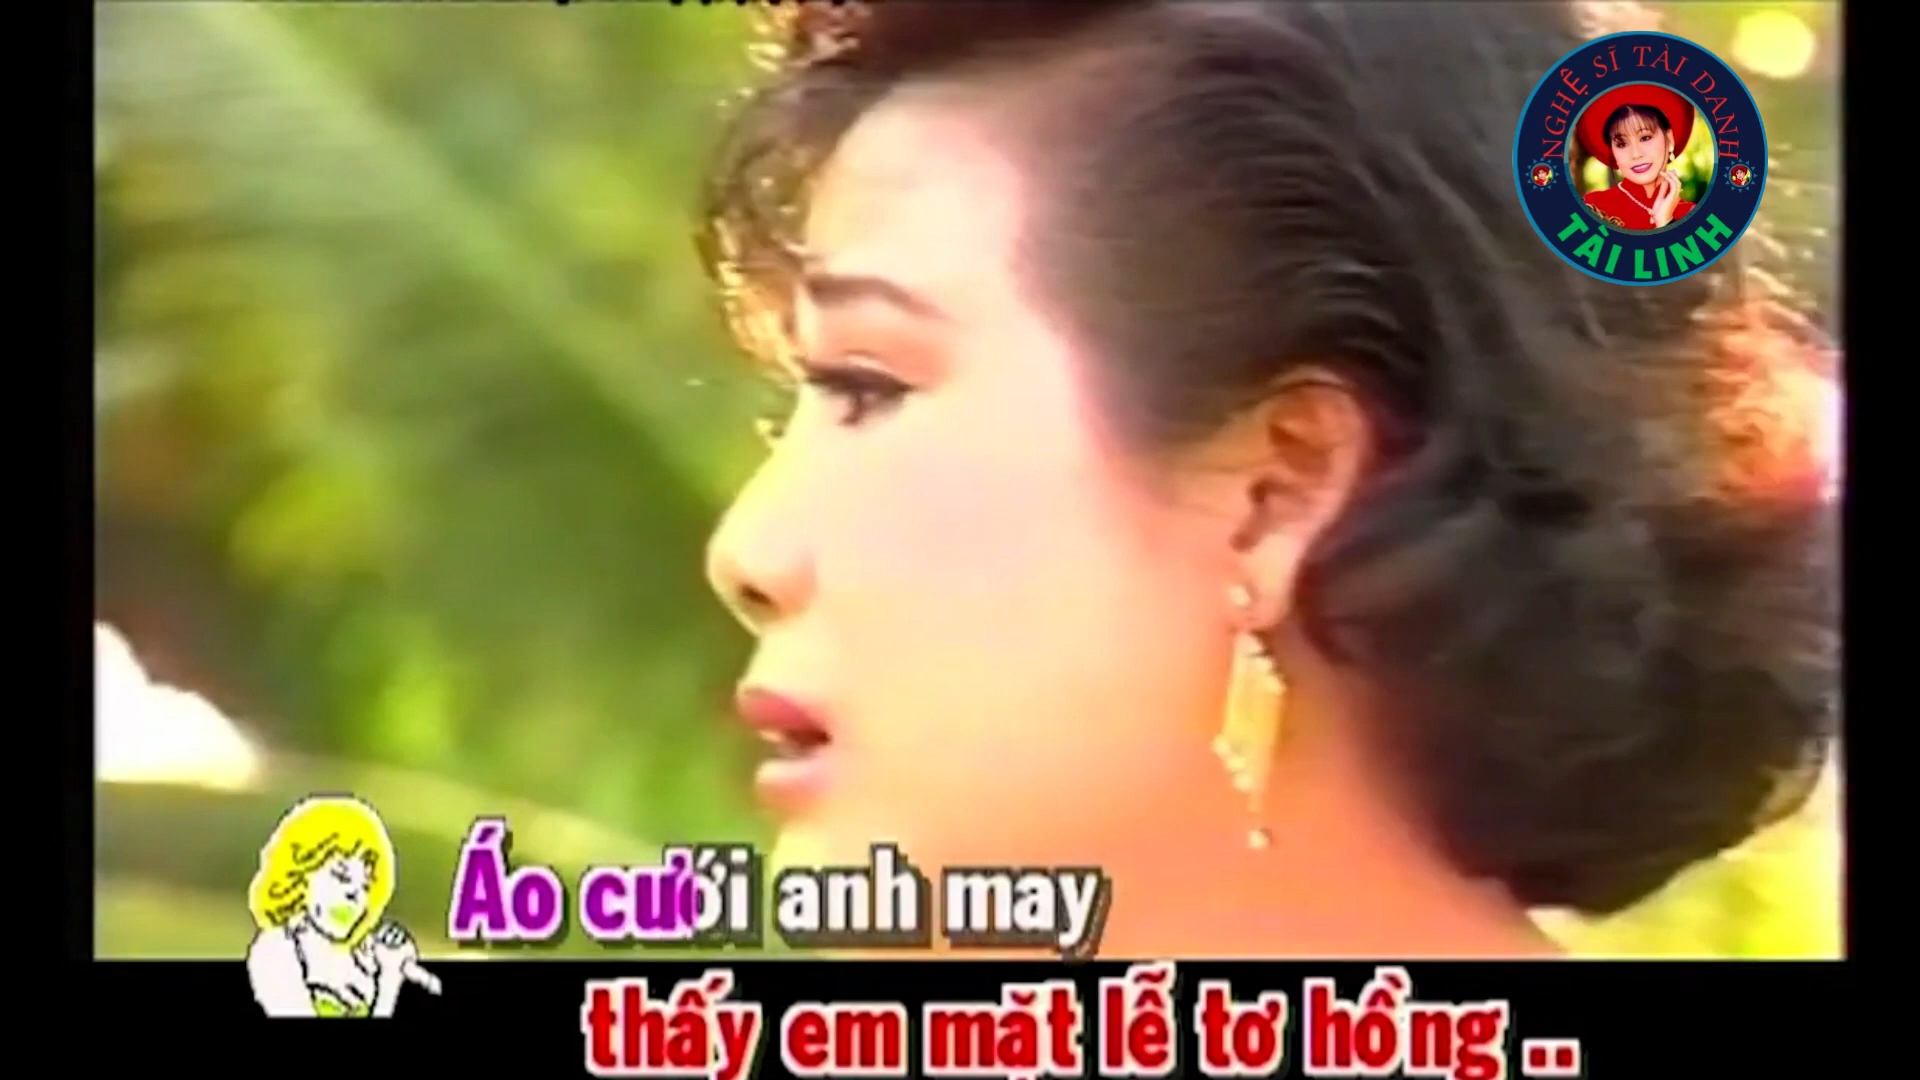 NGHỆ SĨ TÀI DANH
TÀI LINH
Áo cưới anh may
thấy em mặt lễ tơ hồng ..